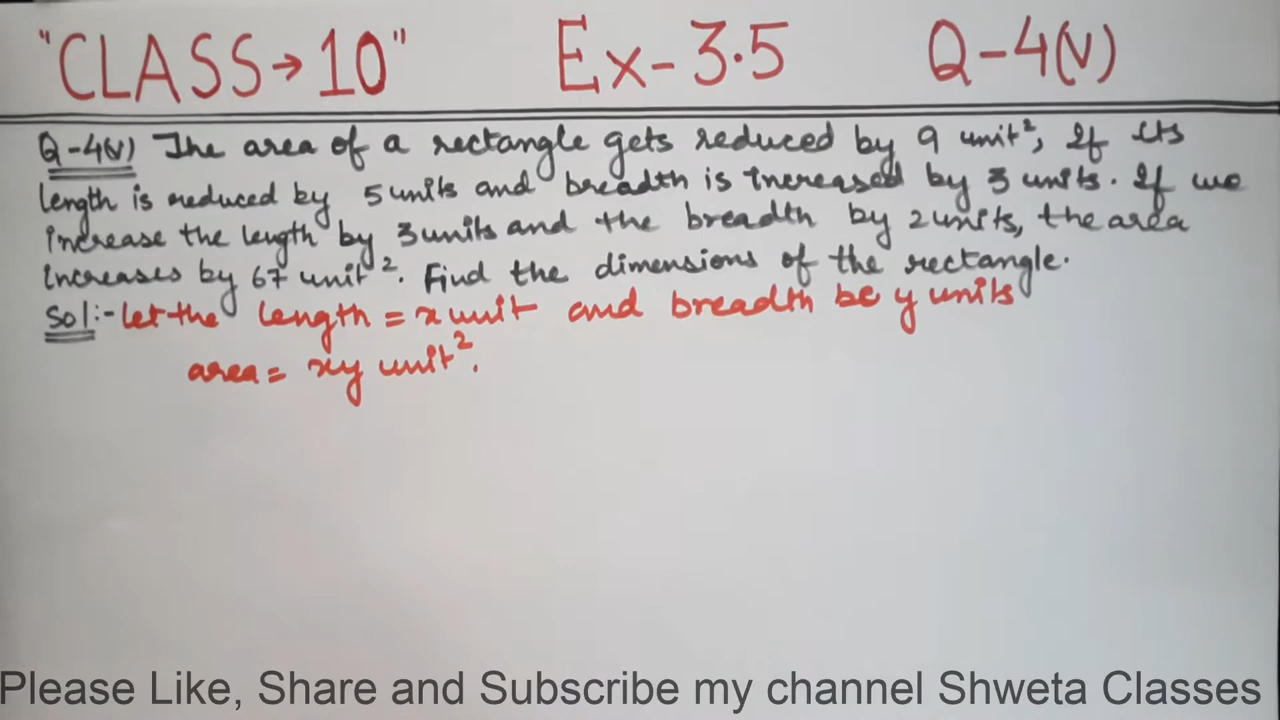 "CLASS → 10" Ex-3.5 Q-4(v)
Q-4(v) The area of a rectangle gets reduced by 9 unit², If its
length is reduced by 5 units and breadth is increased by 3 units. If we
increase the length by 3 units and the breadth by 2 units, the area
increases by 67 unit². Find the dimensions of the rectangle.
Sol:- let the length = x unit and breadth be y units
area = xy unit².
Please Like, Share and Subscribe my channel Shweta Classes